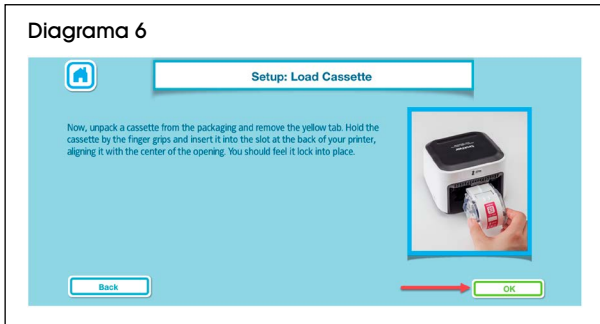 Diagrama 6
Setup: Load Cassette
Now, unpack a cassette from the packaging and remove the yellow tab. Hold the
cassette by the finger grips and insert it into the slot at the back of your printer,
aligning it with the center of the opening. You should feel it lock into place.
Back
OK